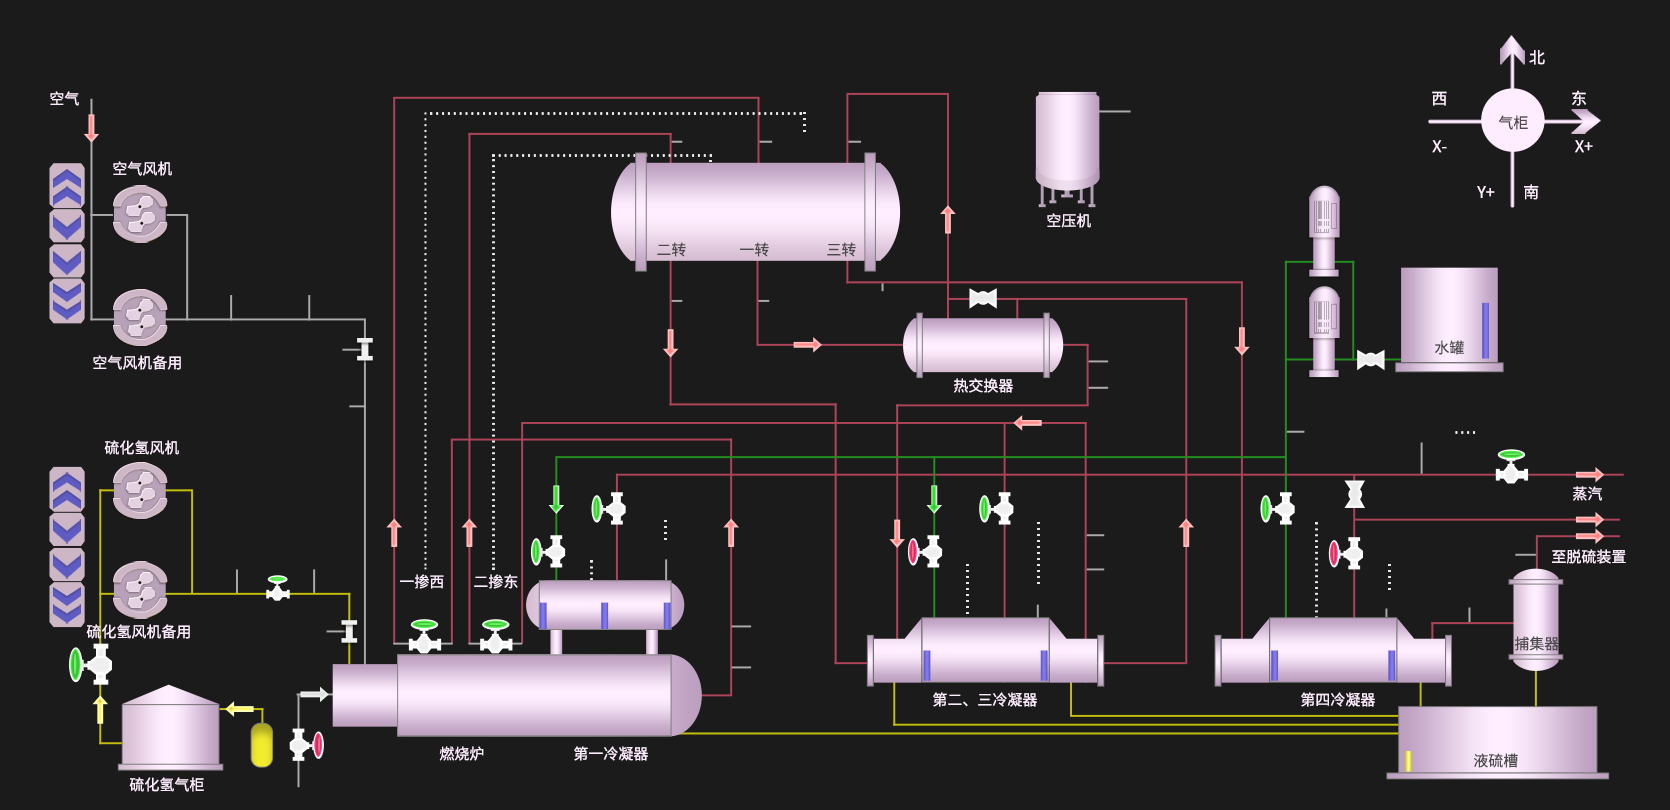 北
空气
西
东
气柜
X-
X+
空气风机
Y+
南
空压机
二转
一转
三转
水罐
空气风机备用
热交换器
硫化氢风机
蒸汽
至脱硫装置
一掺西
二掺东
硫化氢风机备用
捕集器
第二、三冷凝器
第四冷凝器
燃烧炉
第一冷凝器
液硫槽
硫化氢气柜